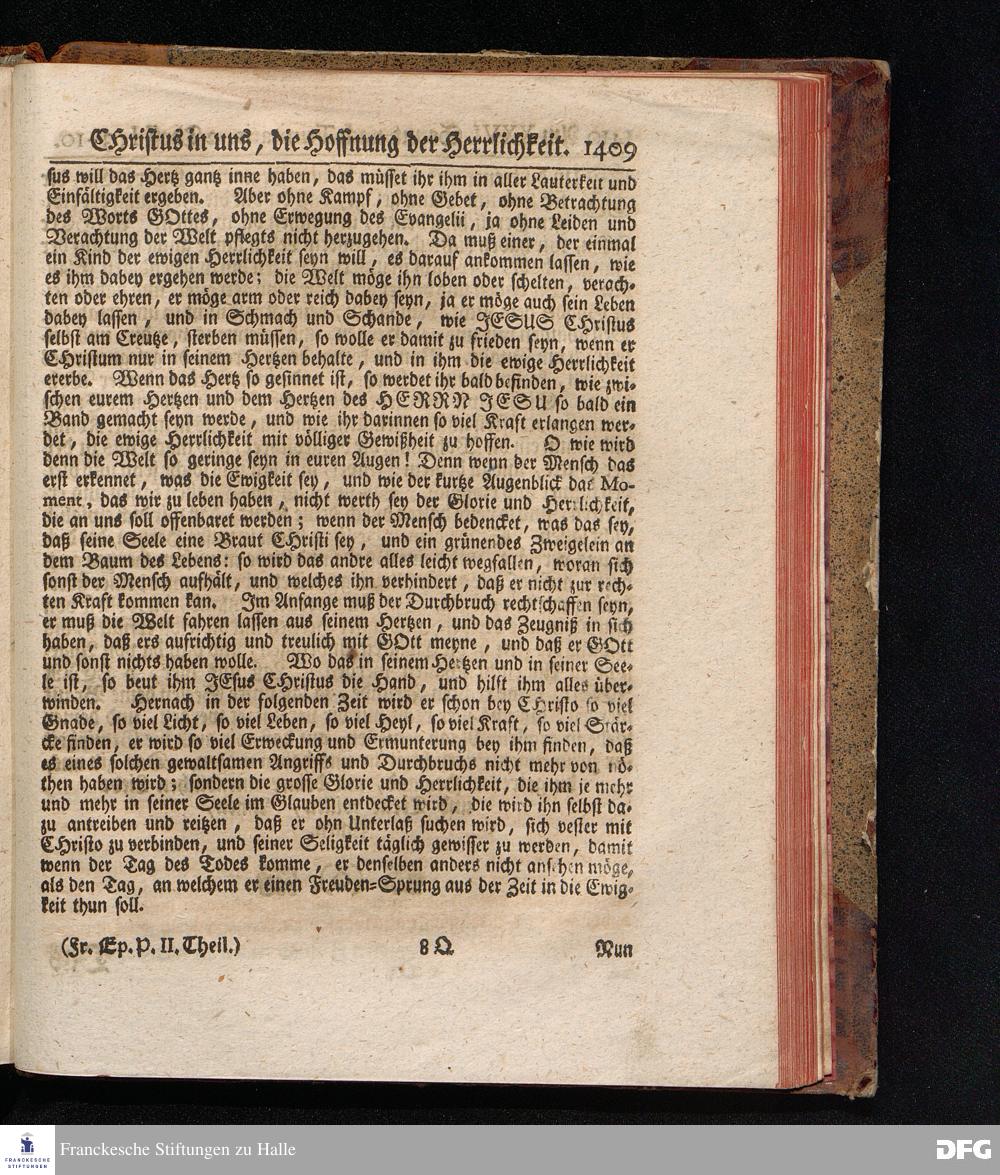 CHristus in uns, die Hoffnung der Herrlichkeit. 1409
sus will das Hertz gantz inne haben, das müsset ihr ihm in aller Lauterkeit und
Einfältigkeit ergeben. Aber ohne Kampf, ohne Gebet, ohne Betrachtung
des Worts GOttes, ohne Erwegung des Evangelii, ja ohne Leiden und
Verachtung der Welt pflegts nicht herzugehen. Da muß einer, der einmal
ein Kind der ewigen Herrlichkeit seyn will, es darauf ankommen lassen, wie
es ihm dabey ergehen werde; die Welt möge ihn loben oder schelten, verach-
ten oder ehren, er möge arm oder reich dabey seyn, ja er möge auch sein Leben
dabey lassen, und in Schmach und Schande, wie JESUS CHristus
selbst am Creutze, sterben müssen, so wolle er damit zu frieden seyn, wenn er
CHristum nur in seinem Hertzen behalte, und in ihm die ewige Herrlichkeit
ererbe. Wenn das Hertz so gesinnet ist, so werdet ihr bald befinden, wie zwi-
schen eurem Hertzen und dem Hertzen des HERRN JESU so bald ein
Band gemacht seyn werde, und wie ihr darinnen so viel Kraft erlangen wer-
det, die ewige Herrlichkeit mit völliger Gewißheit zu hoffen. O wie wird
denn die Welt so geringe seyn in euren Augen! Denn wenn der Mensch das
erst erkennet, was die Ewigkeit sey, und wie der kurtze Augenblick das Mo-
ment, das wir zu leben haben, nicht werth sey der Glorie und Herrlichkeit,
die an uns soll offenbaret werden; wenn der Mensch bedencket, was das sey,
daß seine Seele eine Braut CHristi sey, und ein grünendes Zweigelein an
dem Baum des Lebens: so wird das andre alles leicht wegfallen, woran sich
sonst der Mensch aufhält, und welches ihn verhindert, daß er nicht zur rech-
ten Kraft kommen kan. Im Anfange muß der Durchbruch rechtschaffen seyn,
er muß die Welt fahren lassen aus seinem Hertzen, und das Zeugniß in sich
haben, daß ers aufrichtig und treulich mit GOtt meyne, und daß er GOtt
und sonst nichts haben wolle. Wo das in seinem Hertzen und in seiner See-
le ist, so beut ihm JEsus CHristus die Hand, und hilft ihm alles über-
winden. Hernach in der folgenden Zeit wird er schon bey CHristo so viel
Gnade, so viel Licht, so viel Leben, so viel Heyl, so viel Kraft, so viel Stär-
cke finden, er wird so viel Erweckung und Ermunterung bey ihm finden, daß
es eines solchen gewaltsamen Angriffs und Durchbruchs nicht mehr von nö-
then haben wird; sondern die grosse Glorie und Herrlichkeit, die ihm je mehr
und mehr in seiner Seele im Glauben entdecket wird, die wird ihn selbst da-
zu antreiben und reitzen, daß er ohn Unterlaß suchen wird, sich vester mit
CHristo zu verbinden, und seiner Seligkeit täglich gewisser zu werden, damit
wenn der Tag des Todes komme, er denselben anders nicht ansehen möge,
als den Tag, an welchem er einen Freuden-Sprung aus der Zeit in die Ewig-
keit thun soll.
(Fr. Ep. P. II. Theil.) 8 Q Nun
FRANCKESCHE
STIFTUNGEN
Franckesche Stiftungen zu Halle
DFG